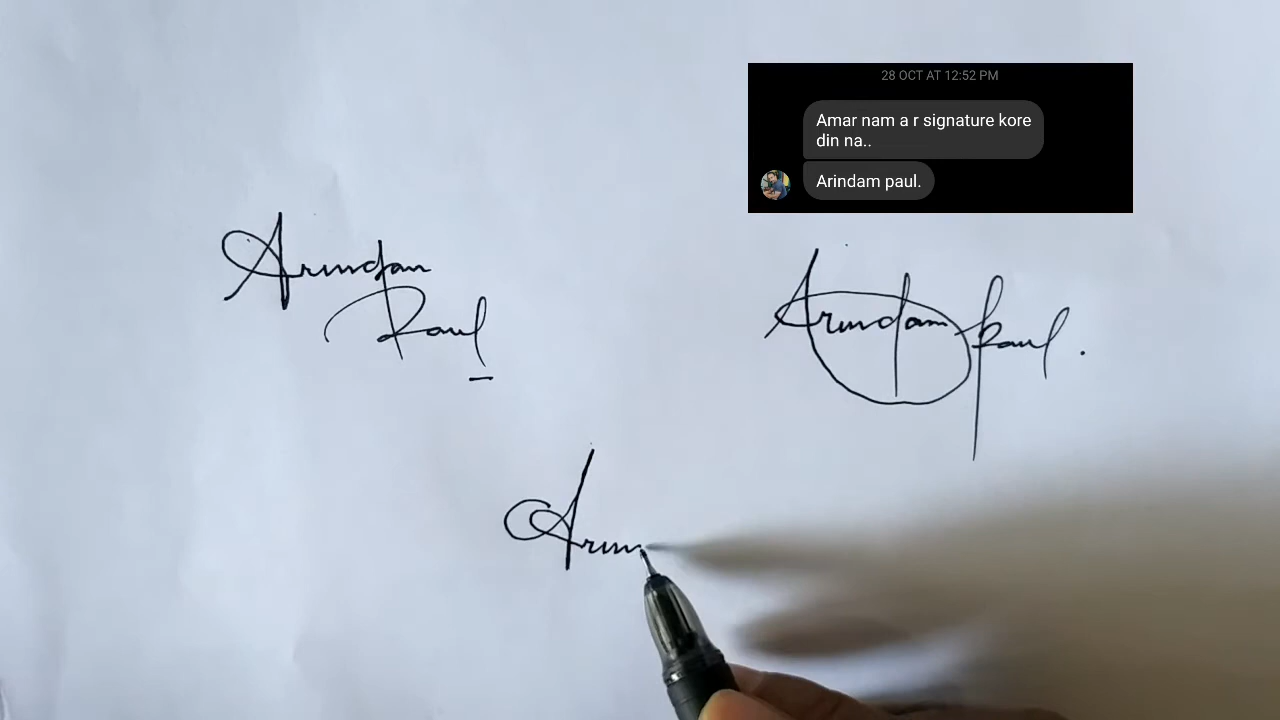 28 OCT AT 12:52 PM
Amar nam a r signature kore
din na..
Arindam paul.
Arindam
Paul
Arindam Paul.
Arin